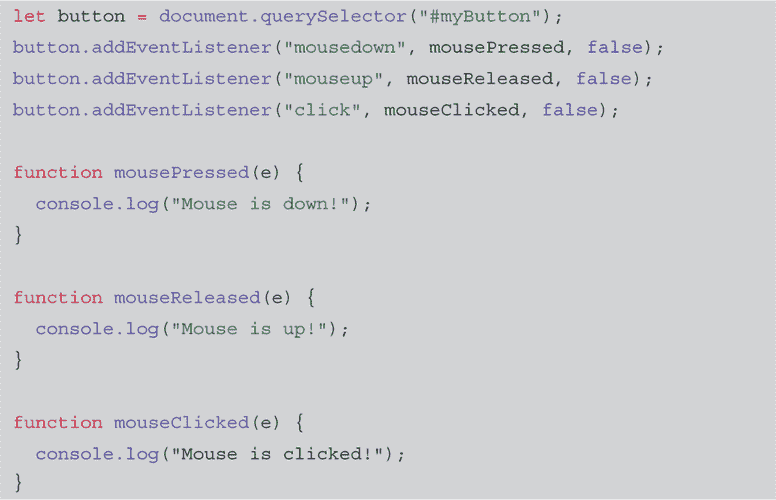 let button = document.querySelector("#myButton");
button.addEventListener("mousedown", mousePressed, false);
button.addEventListener("mouseup", mouseReleased, false);
button.addEventListener("click", mouseClicked, false);

function mousePressed(e) {
  console.log("Mouse is down!");
}

function mouseReleased(e) {
  console.log("Mouse is up!");
}

function mouseClicked(e) {
  console.log("Mouse is clicked!");
}